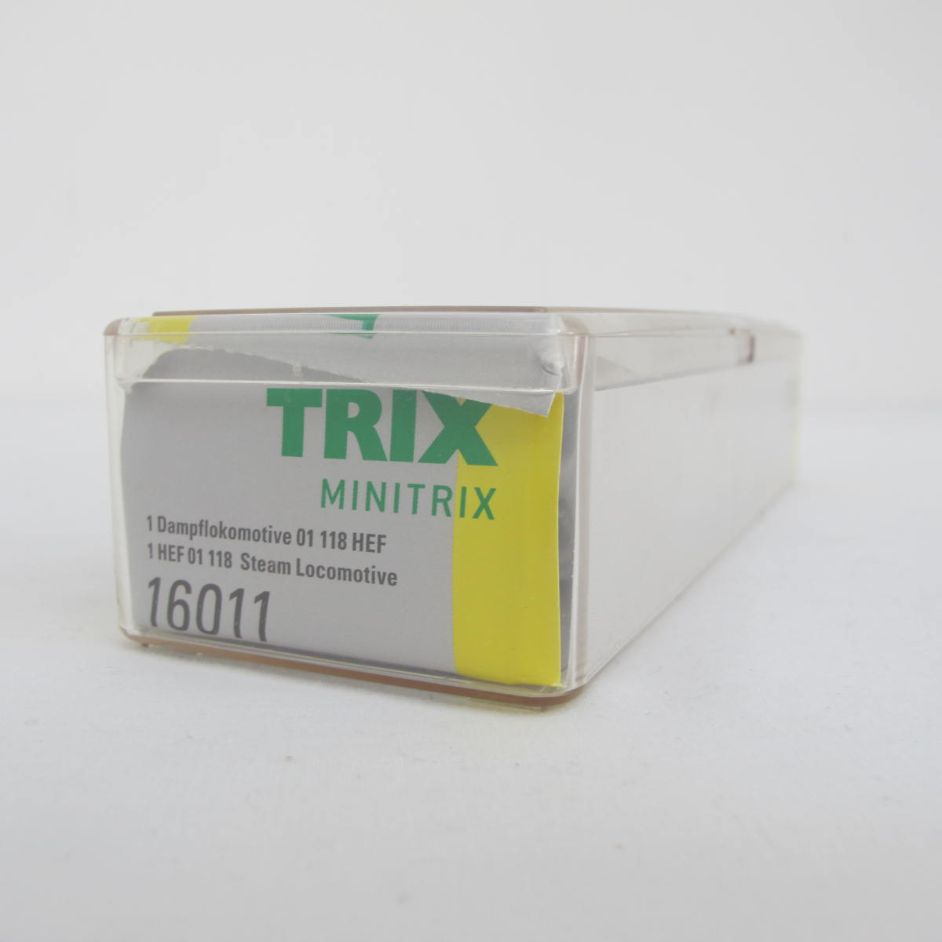 TRIX
MINITRIX
1 Dampflokomotive 01 118 HEF
1 HEF 01 118 Steam Locomotive
16011